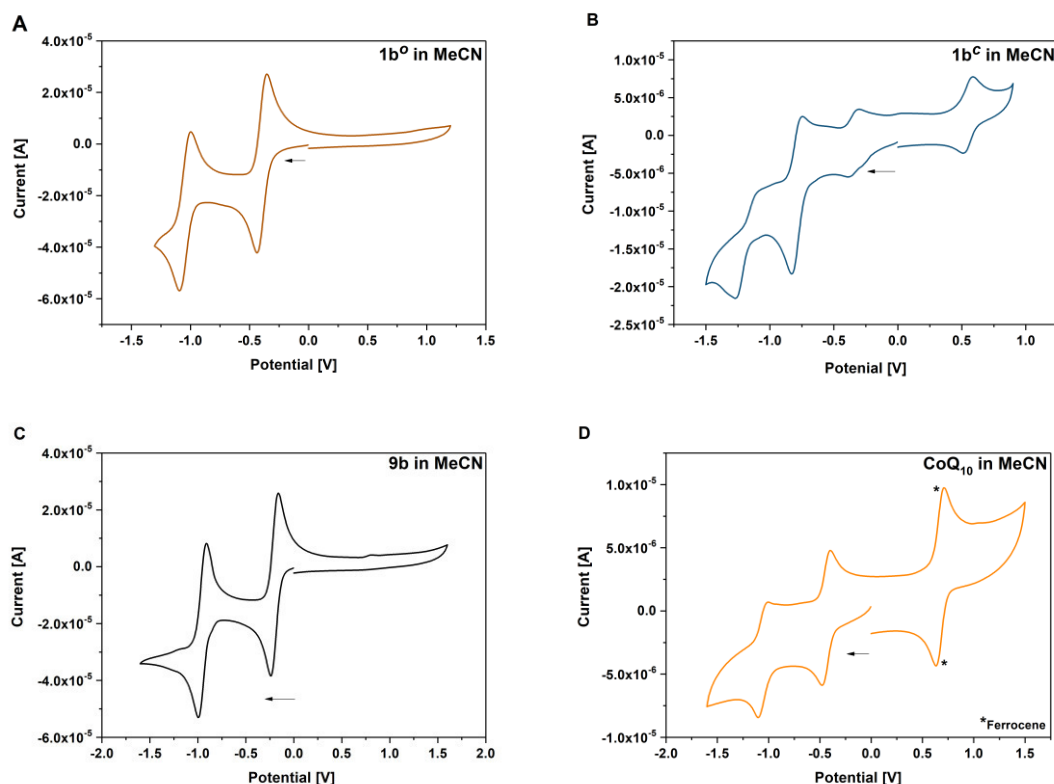 A
1bᴼ in MeCN
Current [A]
4.0x10⁻⁵
2.0x10⁻⁵
0.0
-2.0x10⁻⁵
-4.0x10⁻⁵
-6.0x10⁻⁵
-1.5 -1.0 -0.5 0.0 0.5 1.0 1.5
Potential [V]
B
1bᶜ in MeCN
Current [A]
1.0x10⁻⁵
5.0x10⁻⁶
0.0
-5.0x10⁻⁶
-1.0x10⁻⁵
-1.5x10⁻⁵
-2.0x10⁻⁵
-2.5x10⁻⁵
-1.5 -1.0 -0.5 0.0 0.5 1.0
Potenial [V]
C
9b in MeCN
Current [A]
4.0x10⁻⁵
2.0x10⁻⁵
0.0
-2.0x10⁻⁵
-4.0x10⁻⁵
-6.0x10⁻⁵
-2.0 -1.5 -1.0 -0.5 0.0 0.5 1.0 1.5 2.0
Potential [V]
D
CoQ₁₀ in MeCN
Current [A]
1.0x10⁻⁵
5.0x10⁻⁶
0.0
-5.0x10⁻⁶
-1.0x10⁻⁵
*
*
*Ferrocene
-2.0 -1.5 -1.0 -0.5 0.0 0.5 1.0 1.5
Potential [V]